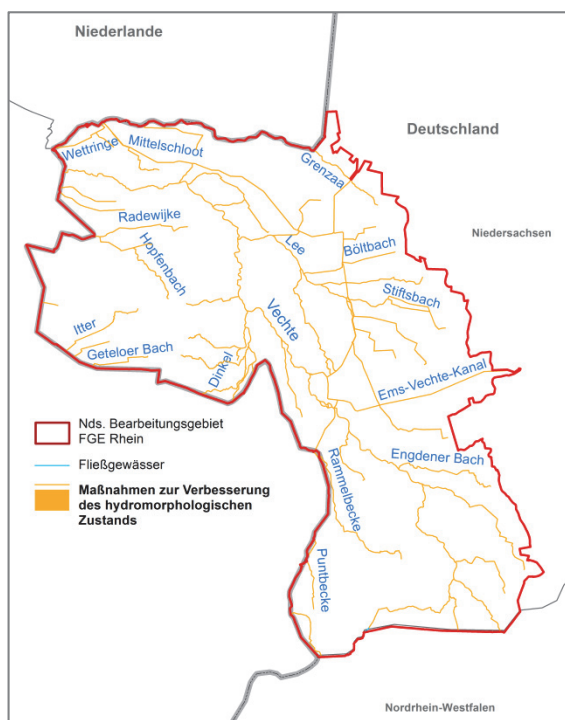 Niederlande
Deutschland
Wettringe
Mittelschloot
Grenzaa
Niedersachsen
Radewijke
Hopfenbach
Lee
Böltbach
Stiftsbach
Vechte
Itter
Geteloer Bach
Dinkel
Ems-Vechte-Kanal
Nds. Bearbeitungsgebiet
FGE Rhein
Fließgewässer
Maßnahmen zur Verbesserung
des hydromorphologischen
Zustands
Engdener Bach
Rammelbecke
Puntbecke
Nordrhein-Westfalen